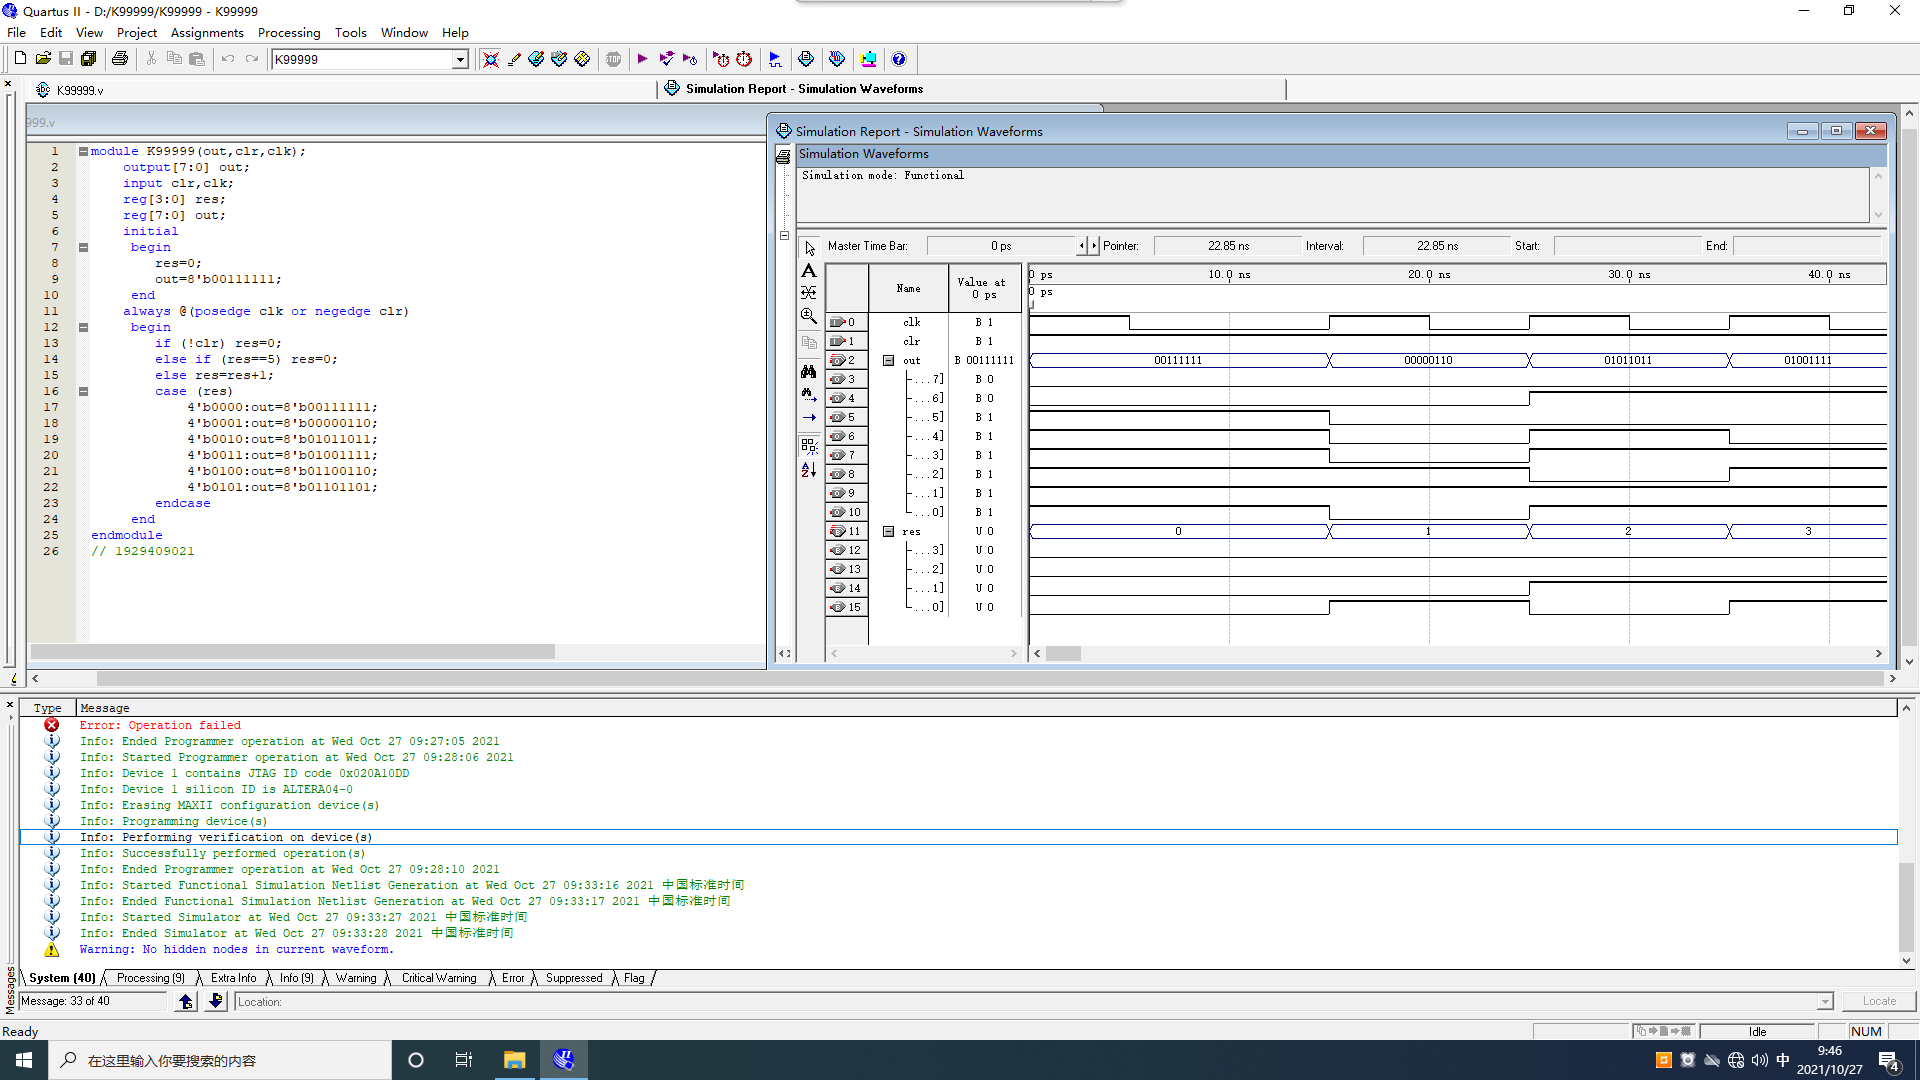 Quartus II - D:/K99999/K99999 - K99999
File Edit View Project Assignments Processing Tools Window Help
K99999
K99999.v
Simulation Report - Simulation Waveforms
999.v
1 module K99999(out,clr,clk);
2 output[7:0] out;
3 input clr,clk;
4 reg[3:0] res;
5 reg[7:0] out;
6 initial
7 begin
8 res=0;
9 out=8'b00111111;
10 end
11 always @(posedge clk or negedge clr)
12 begin
13 if (!clr) res=0;
14 else if (res==5) res=0;
15 else res=res+1;
16 case (res)
17 4'b0000:out=8'b00111111;
18 4'b0001:out=8'b00000110;
19 4'b0010:out=8'b01011011;
20 4'b0011:out=8'b01001111;
21 4'b0100:out=8'b01100110;
22 4'b0101:out=8'b01101101;
23 endcase
24 end
25 endmodule
26 // 1929409021
Simulation Report - Simulation Waveforms
Simulation Waveforms
Simulation mode: Functional
Master Time Bar: 0 ps Pointer: 22.85 ns Interval: 22.85 ns Start: End:
Name Value at 0 ps 0 ps 10.0 ns 20.0 ns 30.0 ns 40.0 ns
0 ps
0 clk B 1
1 clr B 1
2 out B 00111111 00111111 00000110 01011011 01001111
3 ...7] B 0
4 ...6] B 0
5 ...5] B 1
6 ...4] B 1
7 ...3] B 1
8 ...2] B 1
9 ...1] B 1
10 ...0] B 1
11 res U 0 0 1 2 3
12 ...3] U 0
13 ...2] U 0
14 ...1] U 0
15 ...0] U 0
Type Message
Error: Operation failed
Info: Ended Programmer operation at Wed Oct 27 09:27:05 2021
Info: Started Programmer operation at Wed Oct 27 09:28:06 2021
Info: Device 1 contains JTAG ID code 0x020A10DD
Info: Device 1 silicon ID is ALTERA04-0
Info: Erasing MAXII configuration device(s)
Info: Programming device(s)
Info: Performing verification on device(s)
Info: Successfully performed operation(s)
Info: Ended Programmer operation at Wed Oct 27 09:28:10 2021
Info: Started Functional Simulation Netlist Generation at Wed Oct 27 09:33:16 2021 中国标准时间
Info: Ended Functional Simulation Netlist Generation at Wed Oct 27 09:33:17 2021 中国标准时间
Info: Started Simulator at Wed Oct 27 09:33:27 2021 中国标准时间
Info: Ended Simulator at Wed Oct 27 09:33:28 2021 中国标准时间
Warning: No hidden nodes in current waveform.
Messages
System (40) Processing (9) Extra Info Info (9) Warning Critical Warning Error Suppressed Flag
Message: 33 of 40 Location: Locate
Ready Idle NUM
在这里输入你要搜索的内容
中
9:46
2021/10/27
4